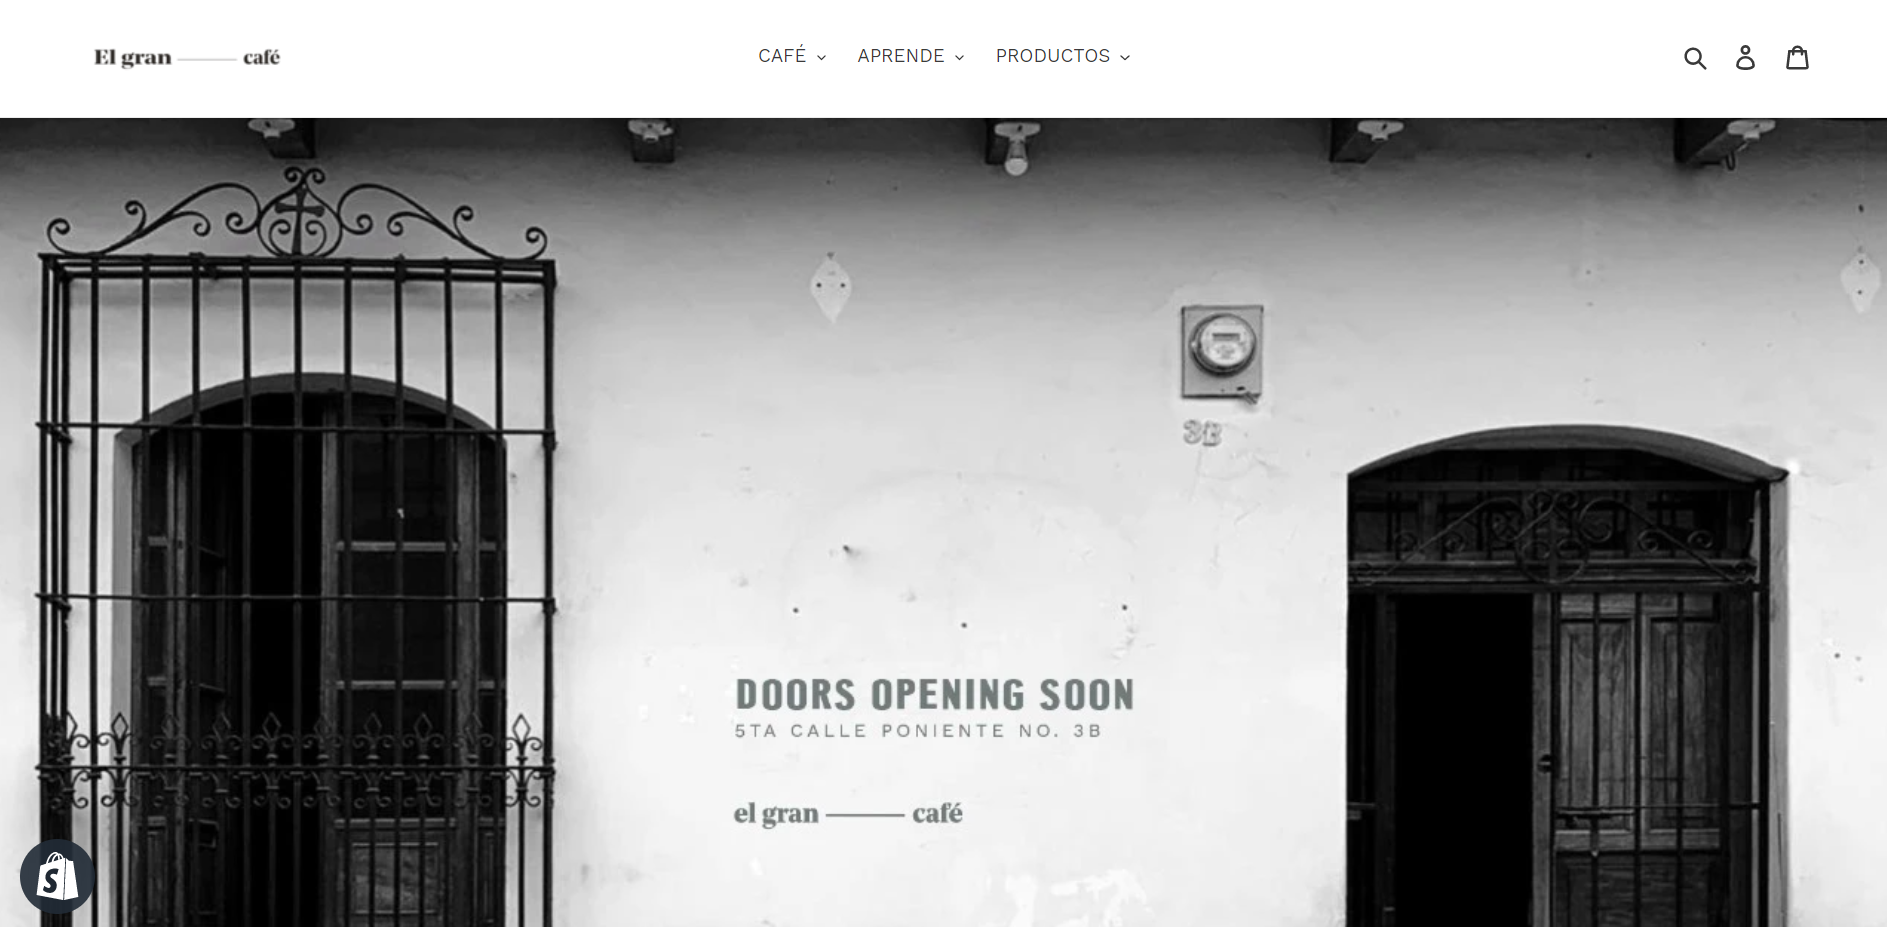 El gran café
CAFÉ
APRENDE
PRODUCTOS
3B
DOORS OPENING SOON
5TA CALLE PONIENTE NO. 3B
el gran café
S